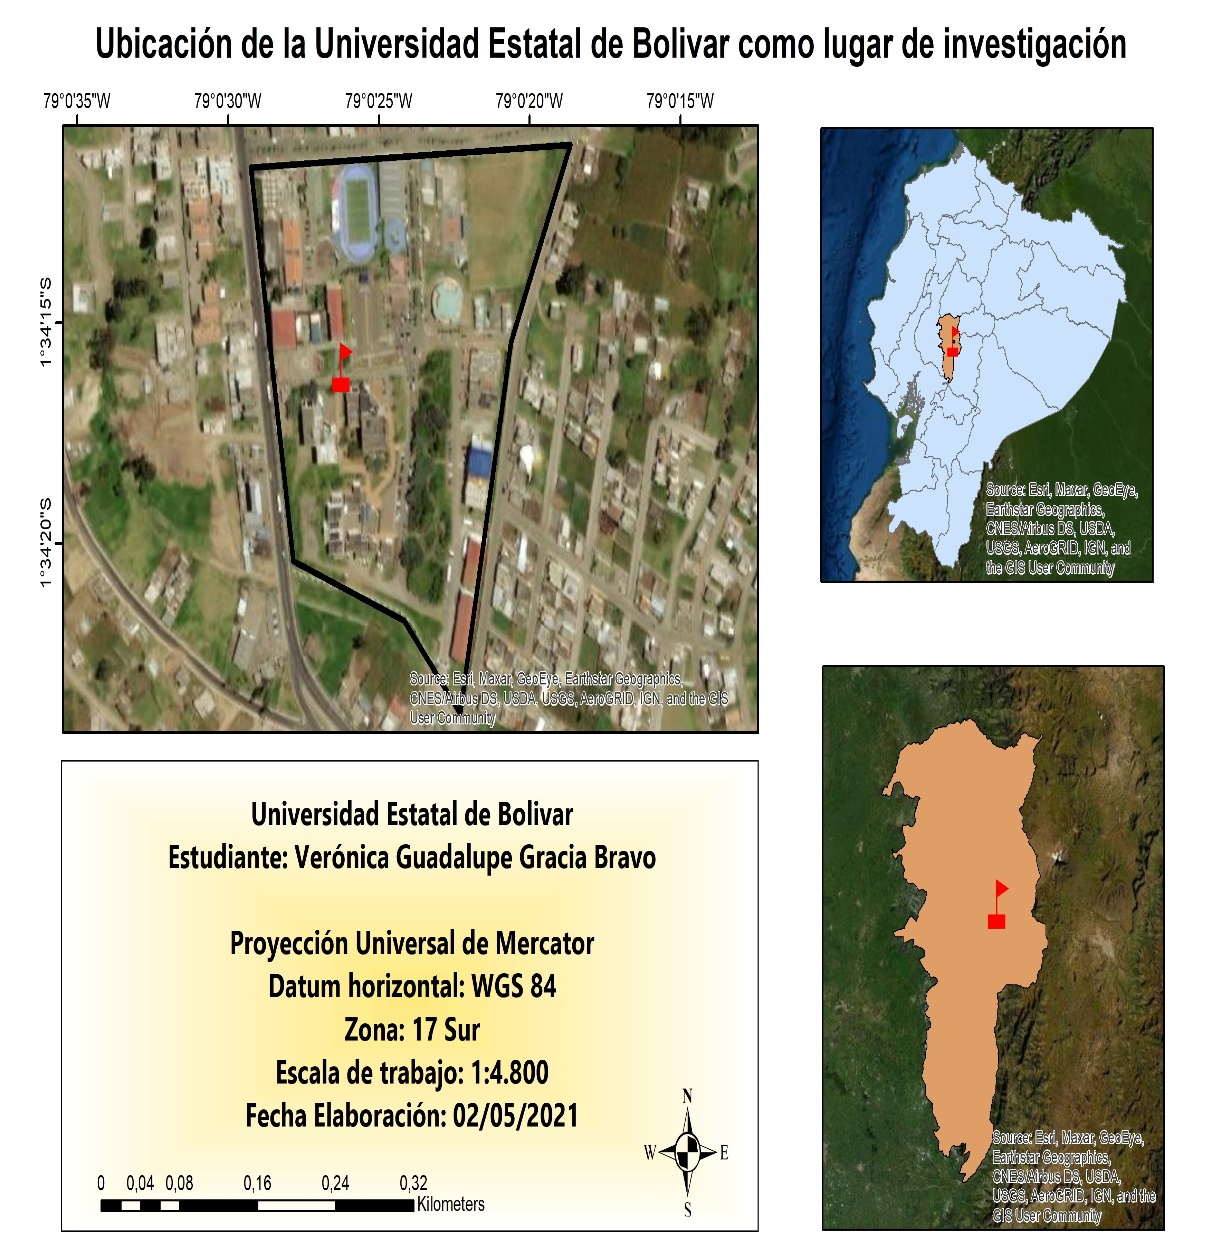 Ubicación de la Universidad Estatal de Bolivar como lugar de investigación
79°0'35"W 79°0'30"W 79°0'25"W 79°0'20"W 79°0'15"W
1°34'15"S
1°34'20"S
Source: Esri, Maxar, GeoEye, Earthstar Geographics,
CNES/Airbus DS, USDA, USGS, AeroGRID, IGN, and the GIS
User Community
Source: Esri, Maxar, GeoEye,
Earthstar Geographics,
CNES/Airbus DS, USDA,
USGS, AeroGRID, IGN, and
the GIS User Community
Universidad Estatal de Bolivar
Estudiante: Verónica Guadalupe Gracia Bravo
Proyección Universal de Mercator
Datum horizontal: WGS 84
Zona: 17 Sur
Escala de trabajo: 1:4.800
Fecha Elaboración: 02/05/2021
N
W E
S
0 0,04 0,08 0,16 0,24 0,32
Kilometers
Source: Esri, Maxar, GeoEye,
Earthstar Geographics,
CNES/Airbus DS, USDA,
USGS, AeroGRID, IGN, and the
GIS User Community